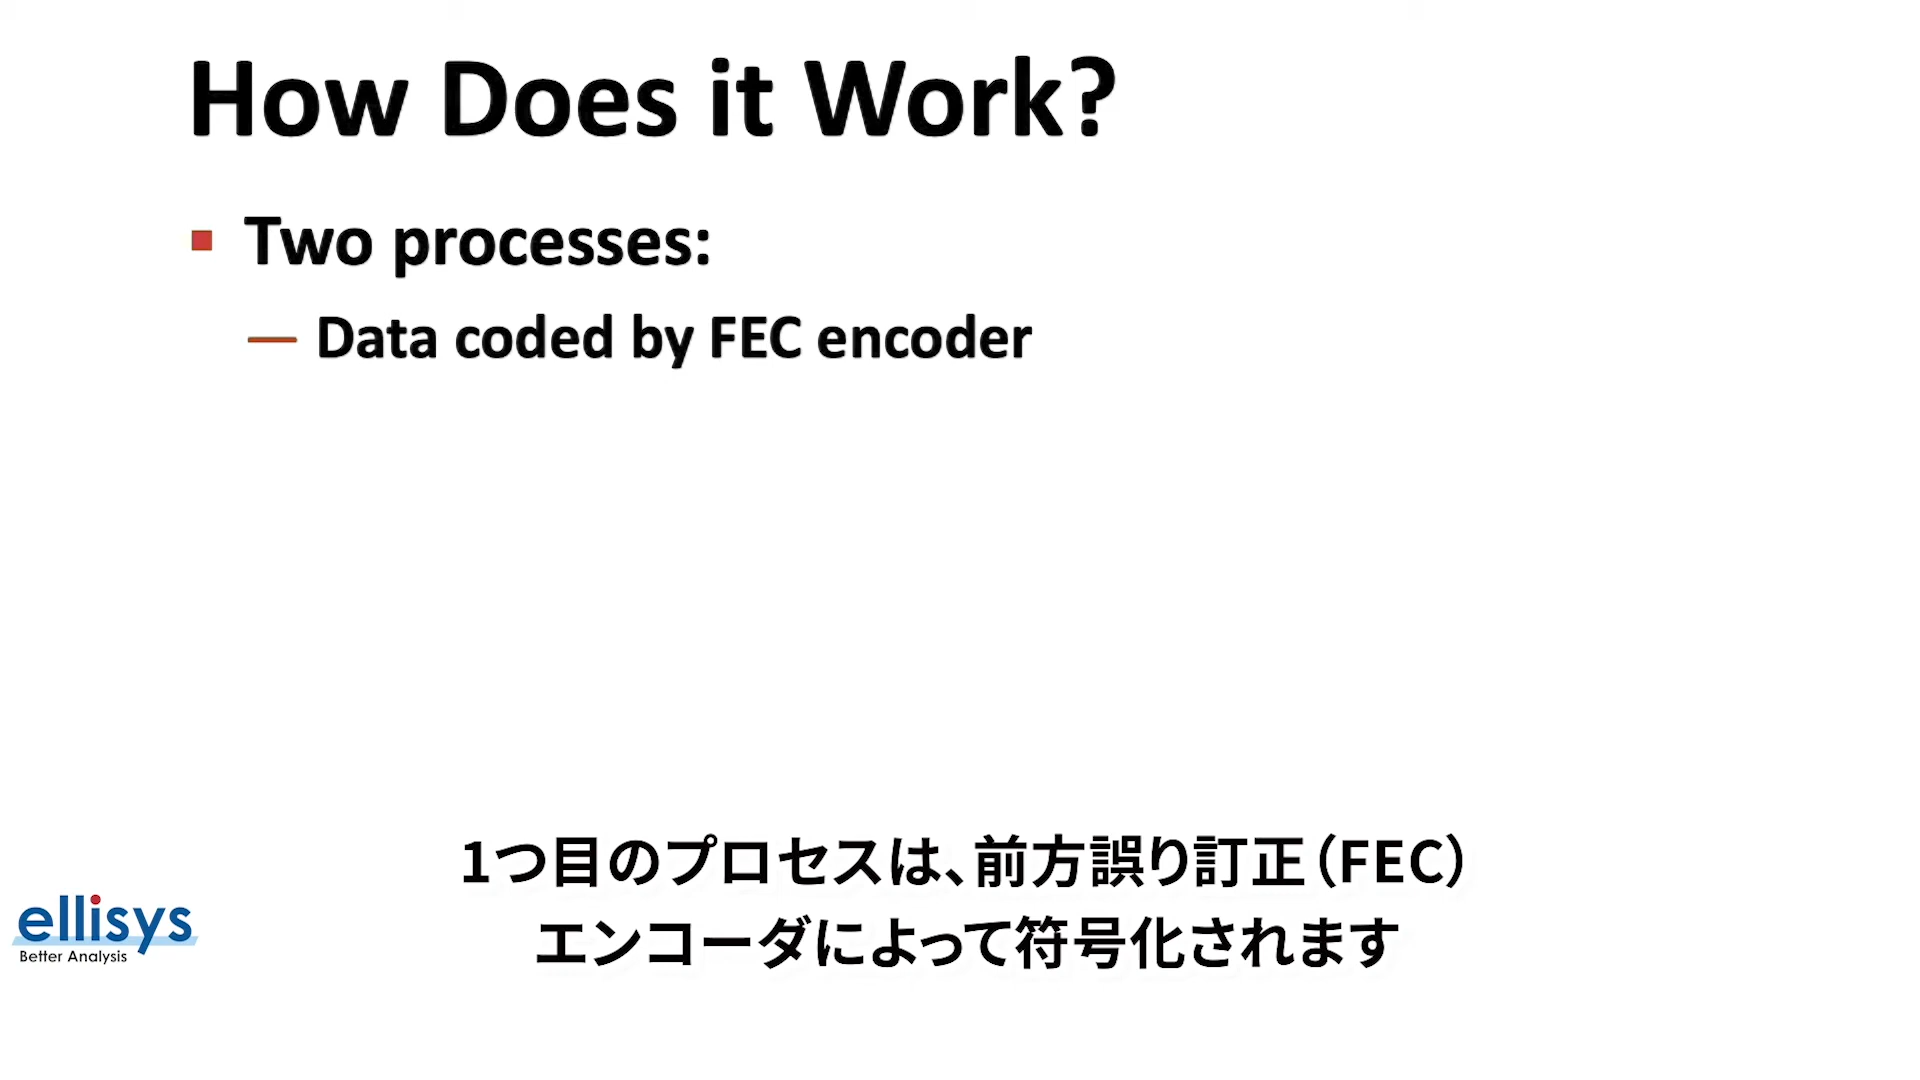 How Does it Work?
Two processes:
— Data coded by FEC encoder
1つ目のプロセスは、前方誤り訂正（FEC）
エンコーダによって符号化されます
ellisys
Better Analysis